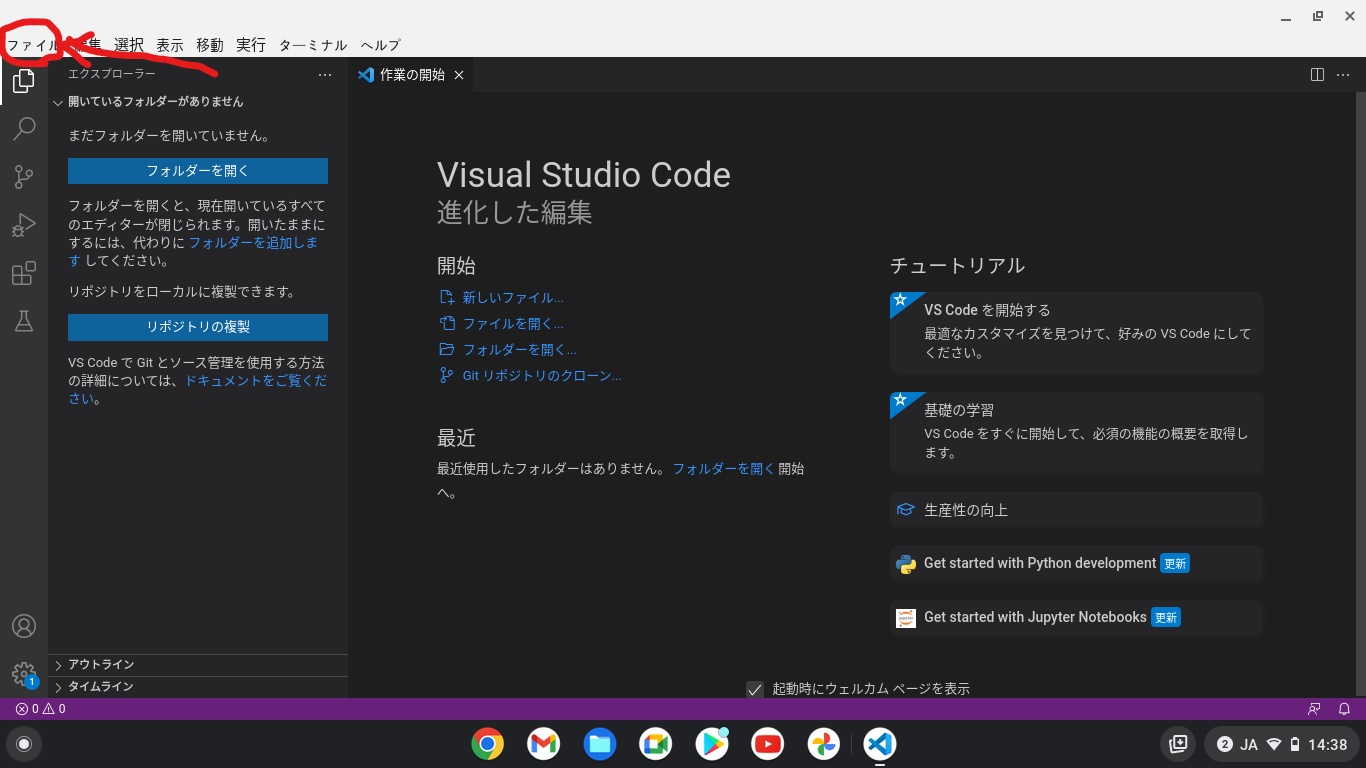 ファイル 編集 選択 表示 移動 実行 ターミナル ヘルプ
エクスプローラー
作業の開始
開いているフォルダーがありません
まだフォルダーを開いていません。
フォルダーを開く
フォルダーを開くと、現在開いているすべて
のエディターが閉じられます。開いたままに
するには、代わりに フォルダーを追加しま
す してください。
リポジトリをローカルに複製できます。
リポジトリの複製
VS Code で Git とソース管理を使用する方法
の詳細については、ドキュメントをご覧くだ
さい。
アウトライン
タイムライン
Visual Studio Code
進化した編集
開始
新しいファイル...
ファイルを開く...
フォルダーを開く...
Git リポジトリのクローン...
最近
最近使用したフォルダーはありません。フォルダーを開く 開始
へ。
チュートリアル
VS Code を開始する
最適なカスタマイズを見つけて、好みの VS Code にして
ください。
基礎の学習
VS Code をすぐに開始して、必須の機能の概要を取得し
ます。
生産性の向上
Get started with Python development 更新
Get started with Jupyter Notebooks 更新
起動時にウェルカム ページを表示
1
0 0
2 JA 14:38